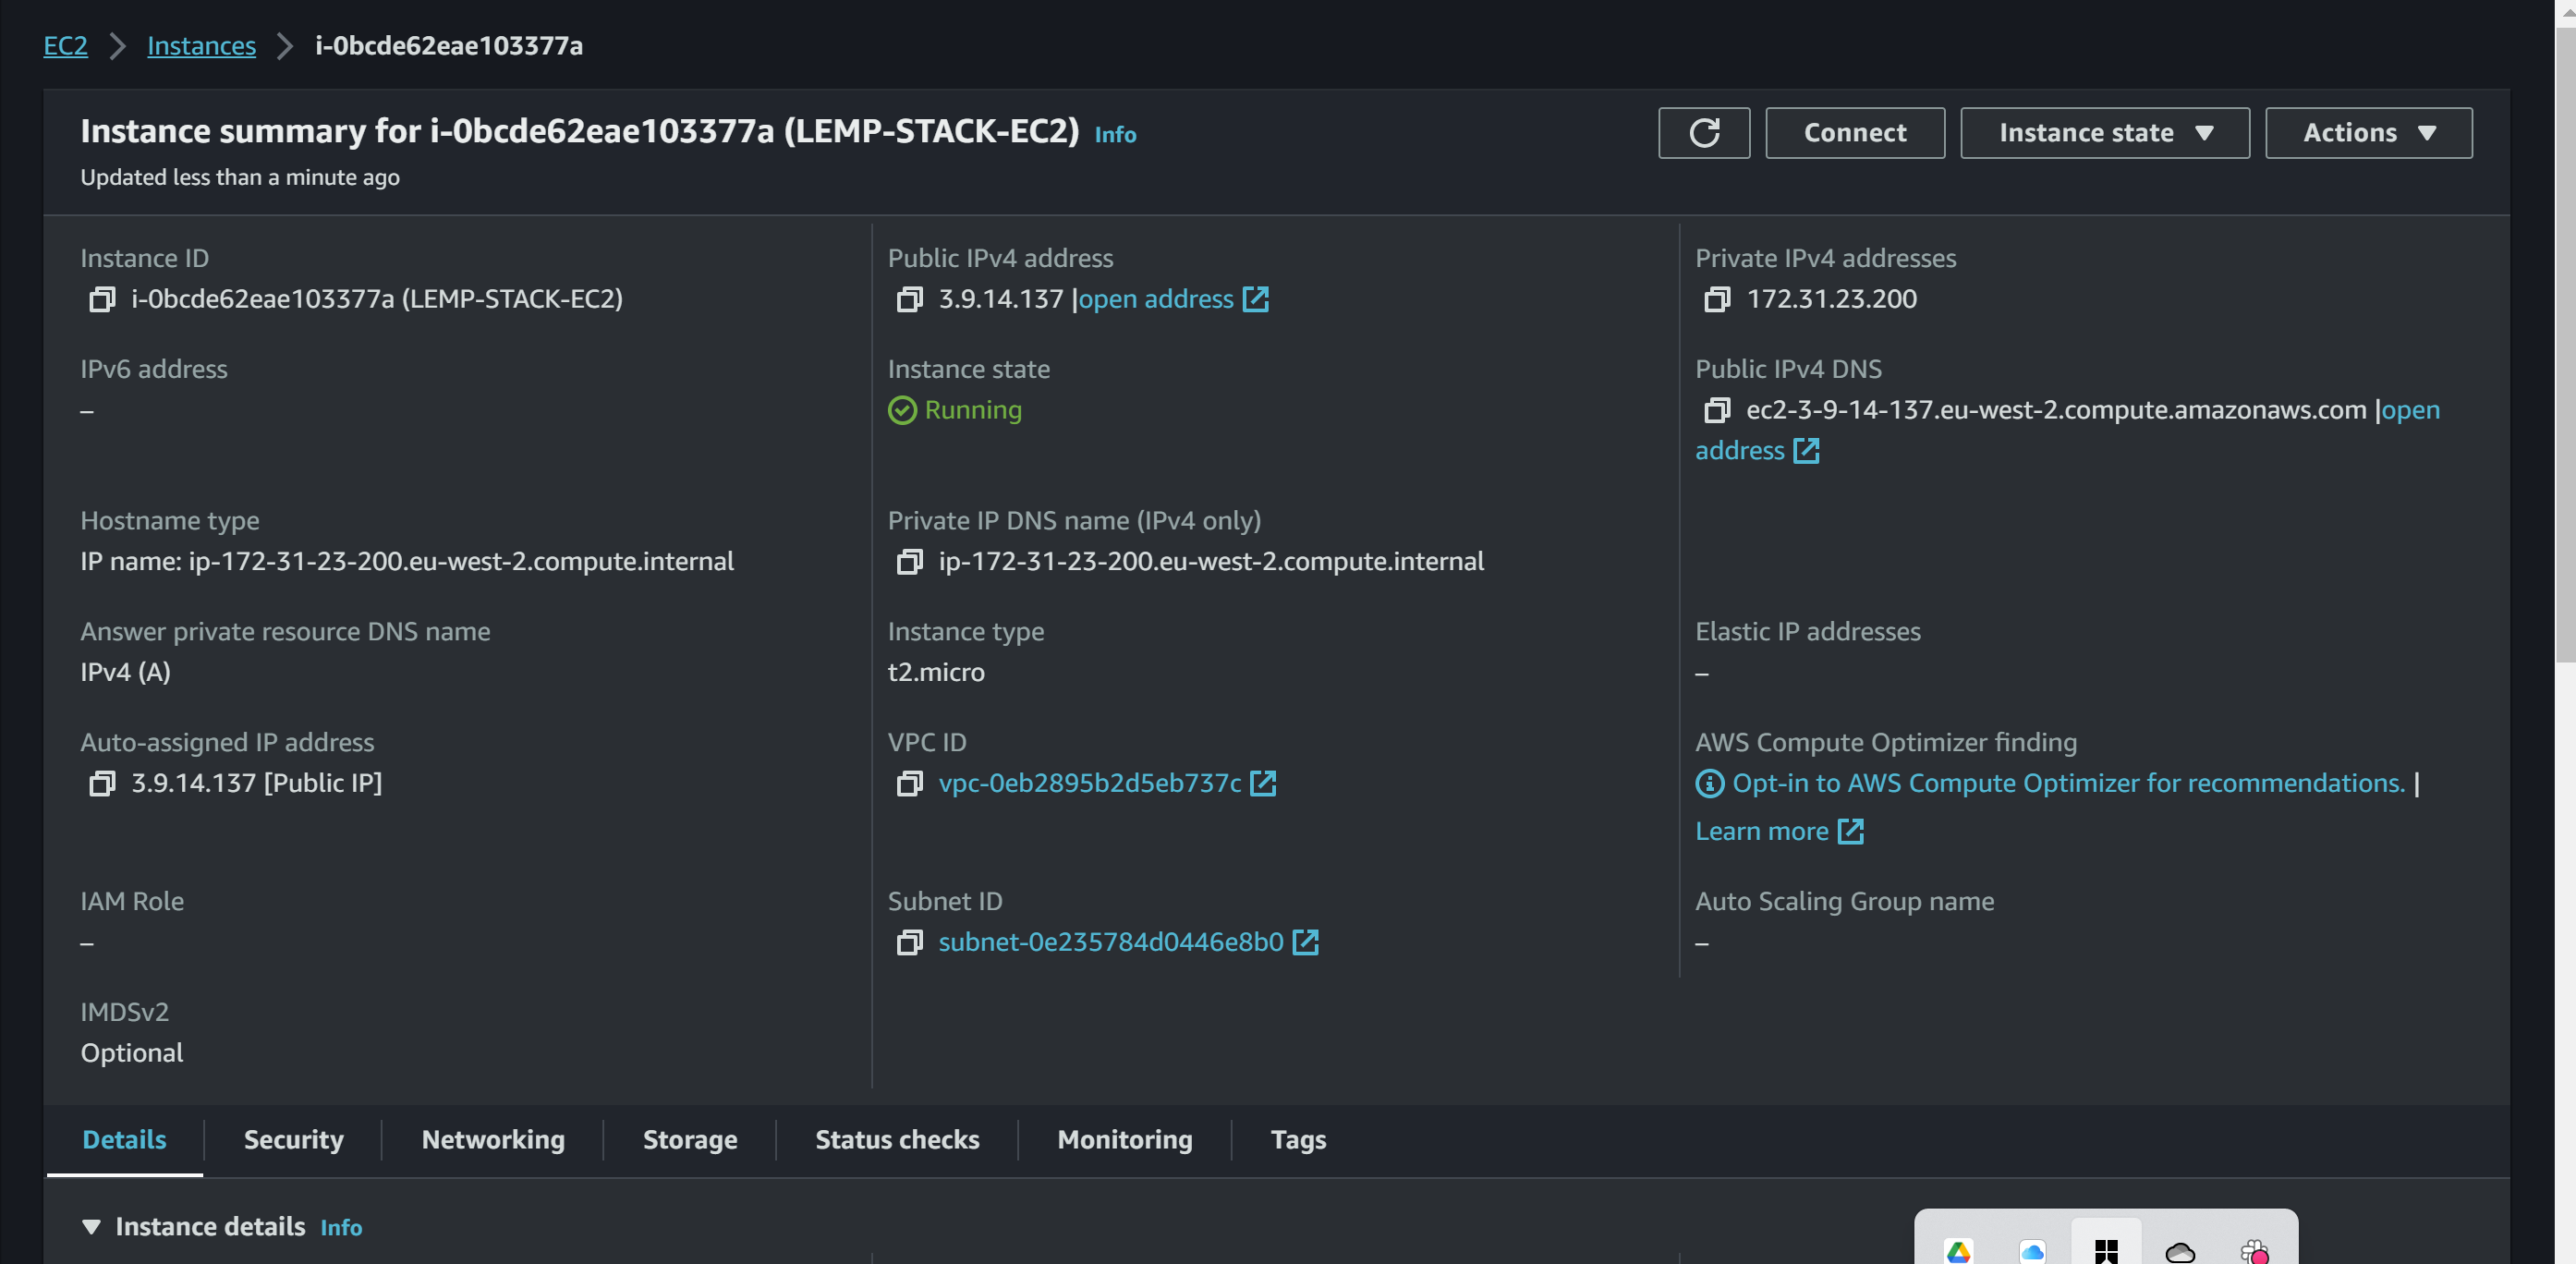 EC2 > Instances > i-0bcde62eae103377a
Instance summary for i-0bcde62eae103377a (LEMP-STACK-EC2) Info
Connect
Instance state
Actions
Updated less than a minute ago
Instance ID
i-0bcde62eae103377a (LEMP-STACK-EC2)
Public IPv4 address
3.9.14.137 |open address
Private IPv4 addresses
172.31.23.200
IPv6 address
–
Instance state
Running
Public IPv4 DNS
ec2-3-9-14-137.eu-west-2.compute.amazonaws.com |open
address
Hostname type
IP name: ip-172-31-23-200.eu-west-2.compute.internal
Private IP DNS name (IPv4 only)
ip-172-31-23-200.eu-west-2.compute.internal
Answer private resource DNS name
IPv4 (A)
Instance type
t2.micro
Elastic IP addresses
–
Auto-assigned IP address
3.9.14.137 [Public IP]
VPC ID
vpc-0eb2895b2d5eb737c
AWS Compute Optimizer finding
Opt-in to AWS Compute Optimizer for recommendations. |
Learn more
IAM Role
–
Subnet ID
subnet-0e235784d0446e8b0
Auto Scaling Group name
–
IMDSv2
Optional
Details
Security
Networking
Storage
Status checks
Monitoring
Tags
Instance details Info